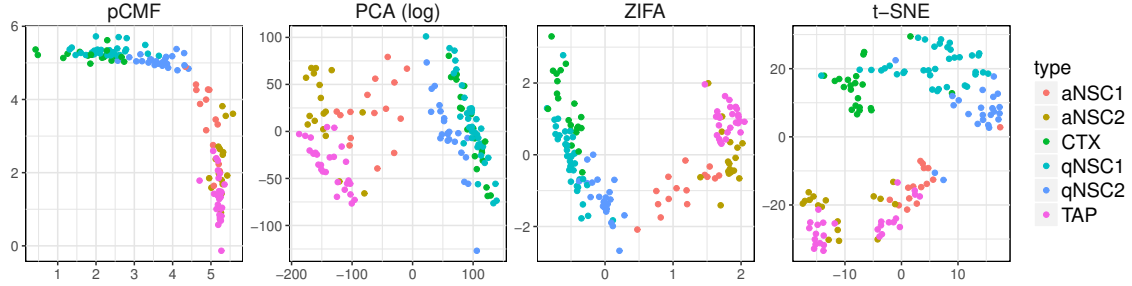 pCMF
PCA (log)
ZIFA
t−SNE
6
4
2
0
1 2 3 4 5
100
50
0
−50
−100
−200 −100 0 100
2
0
−2
0 1 2
20
0
−20
−10 0 10
type
aNSC1
aNSC2
CTX
qNSC1
qNSC2
TAP